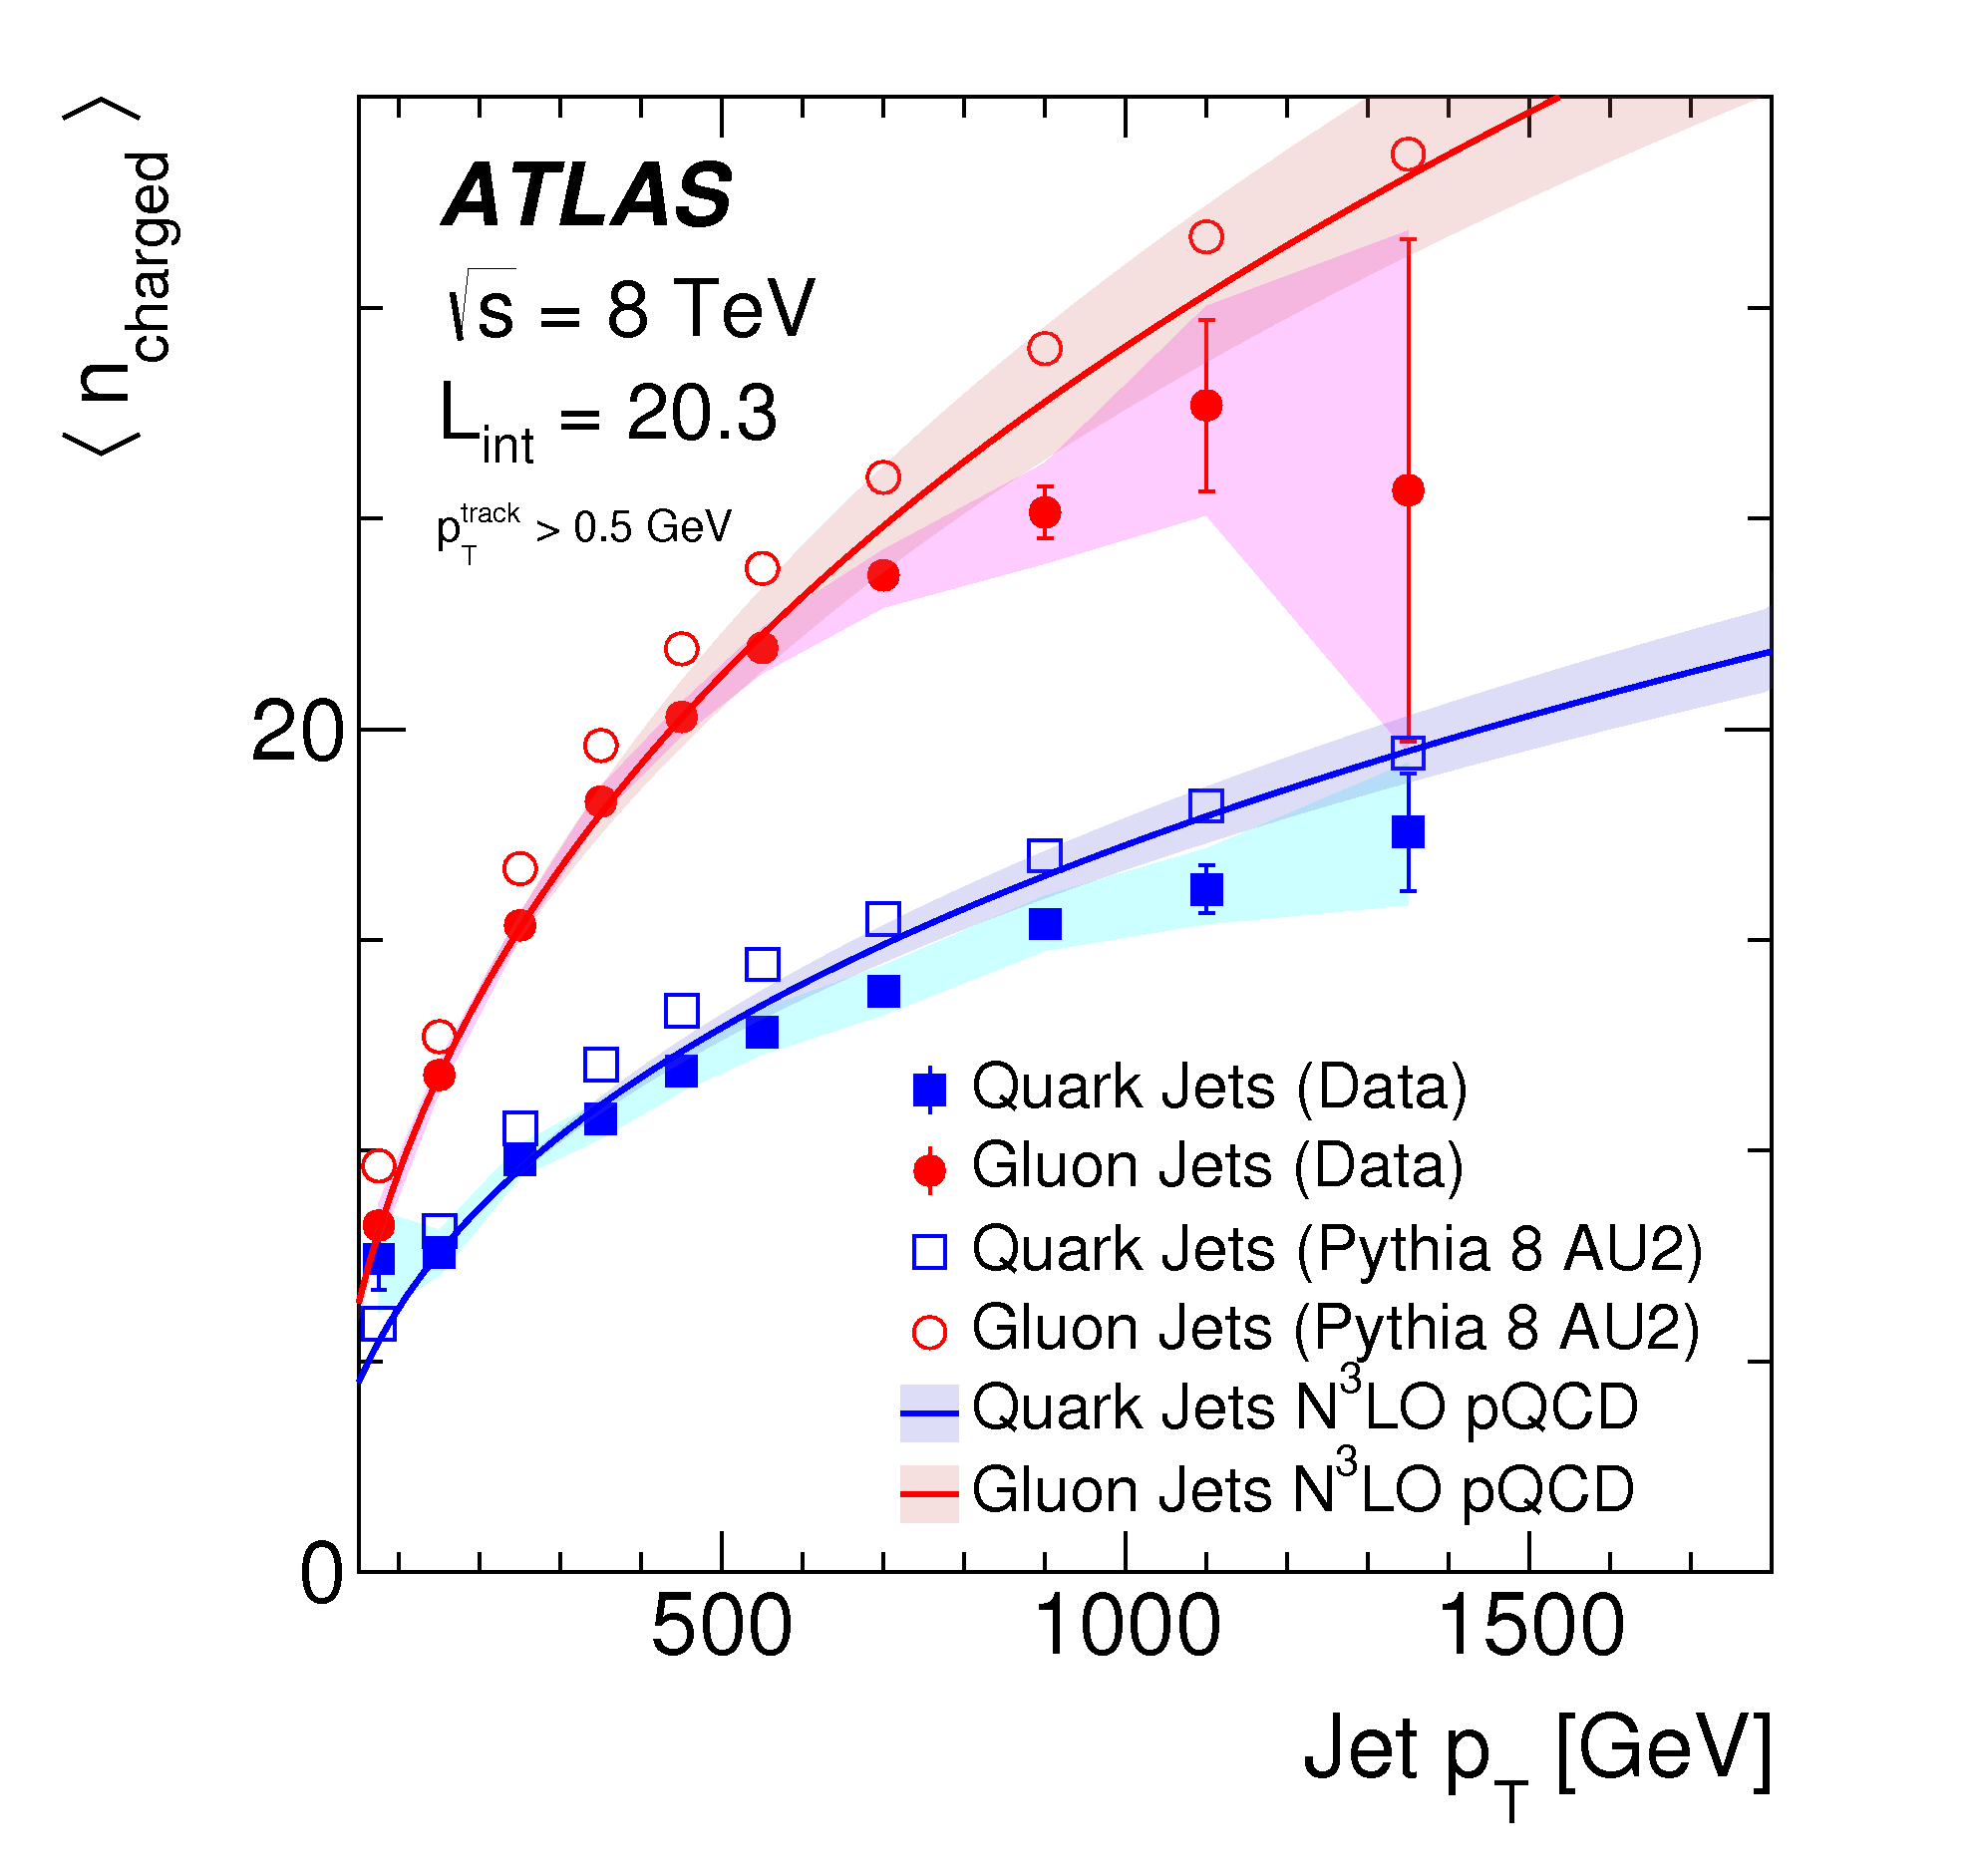 ⟨ n_charged ⟩
ATLAS
√s = 8 TeV
L_int = 20.3
p_T^track > 0.5 GeV
20
0
Quark Jets (Data)
Gluon Jets (Data)
Quark Jets (Pythia 8 AU2)
Gluon Jets (Pythia 8 AU2)
Quark Jets N³LO pQCD
Gluon Jets N³LO pQCD
500 1000 1500
Jet p_T [GeV]